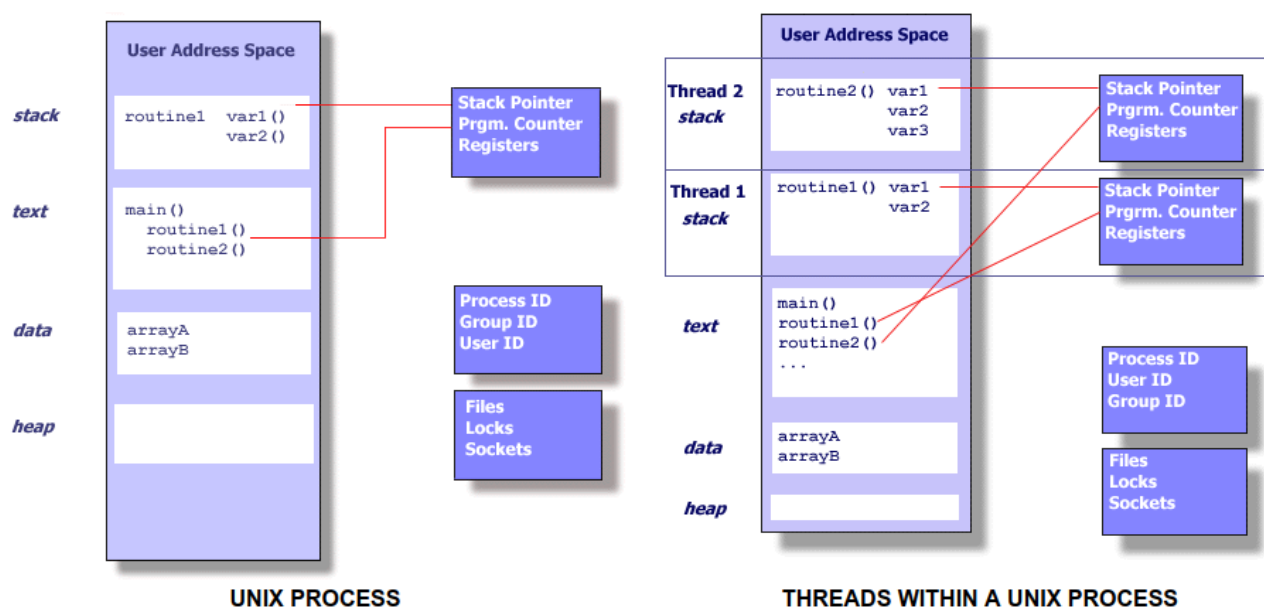 User Address Space
stack
routine1 var1()
var2()
Stack Pointer
Prgm. Counter
Registers
text
main()
routine1()
routine2()
data
arrayA
arrayB
Process ID
Group ID
User ID
heap
Files
Locks
Sockets
UNIX PROCESS
User Address Space
Thread 2
stack
routine2() var1
var2
var3
Stack Pointer
Prgrm. Counter
Registers
Thread 1
stack
routine1() var1
var2
Stack Pointer
Prgrm. Counter
Registers
text
main()
routine1()
routine2()
...
Process ID
User ID
Group ID
data
arrayA
arrayB
Files
Locks
Sockets
heap
THREADS WITHIN A UNIX PROCESS